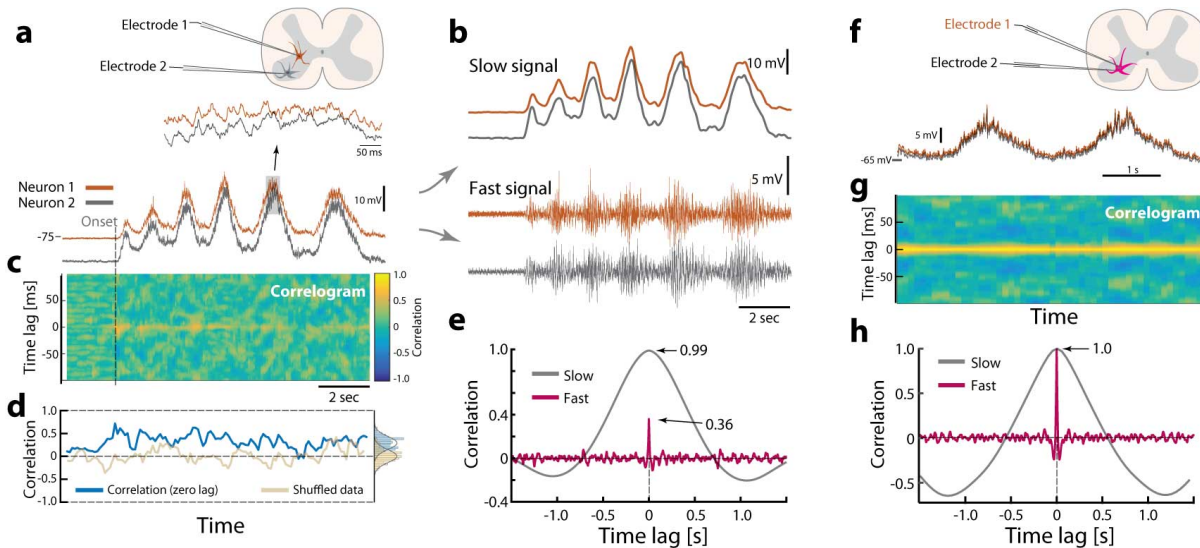 a
Electrode 1
Electrode 2
50 ms
Neuron 1
Neuron 2
Onset
-75
10 mV
b
Slow signal
10 mV
Fast signal
5 mV
2 sec
c
Time lag [ms]
50
0
-50
Correlogram
1.0
0.5
0
-0.5
-1.0
Correlation
2 sec
d
Correlation
1.0
0.5
0
-0.5
-1.0
Correlation (zero lag)
Shuffled data
Time
e
Correlation
1.0
0.8
0.4
0
-0.4
Slow
Fast
0.99
0.36
-1.0
-0.5
0
0.5
1.0
Time lag [s]
f
Electrode 1
Electrode 2
5 mV
-65 mV
1 s
g
Time lag [ms]
50
0
-50
Correlogram
Time
h
Correlation
1.0
0.5
0
-0.5
Slow
Fast
1.0
-1.0
-0.5
0
0.5
1.0
Time lag [s]